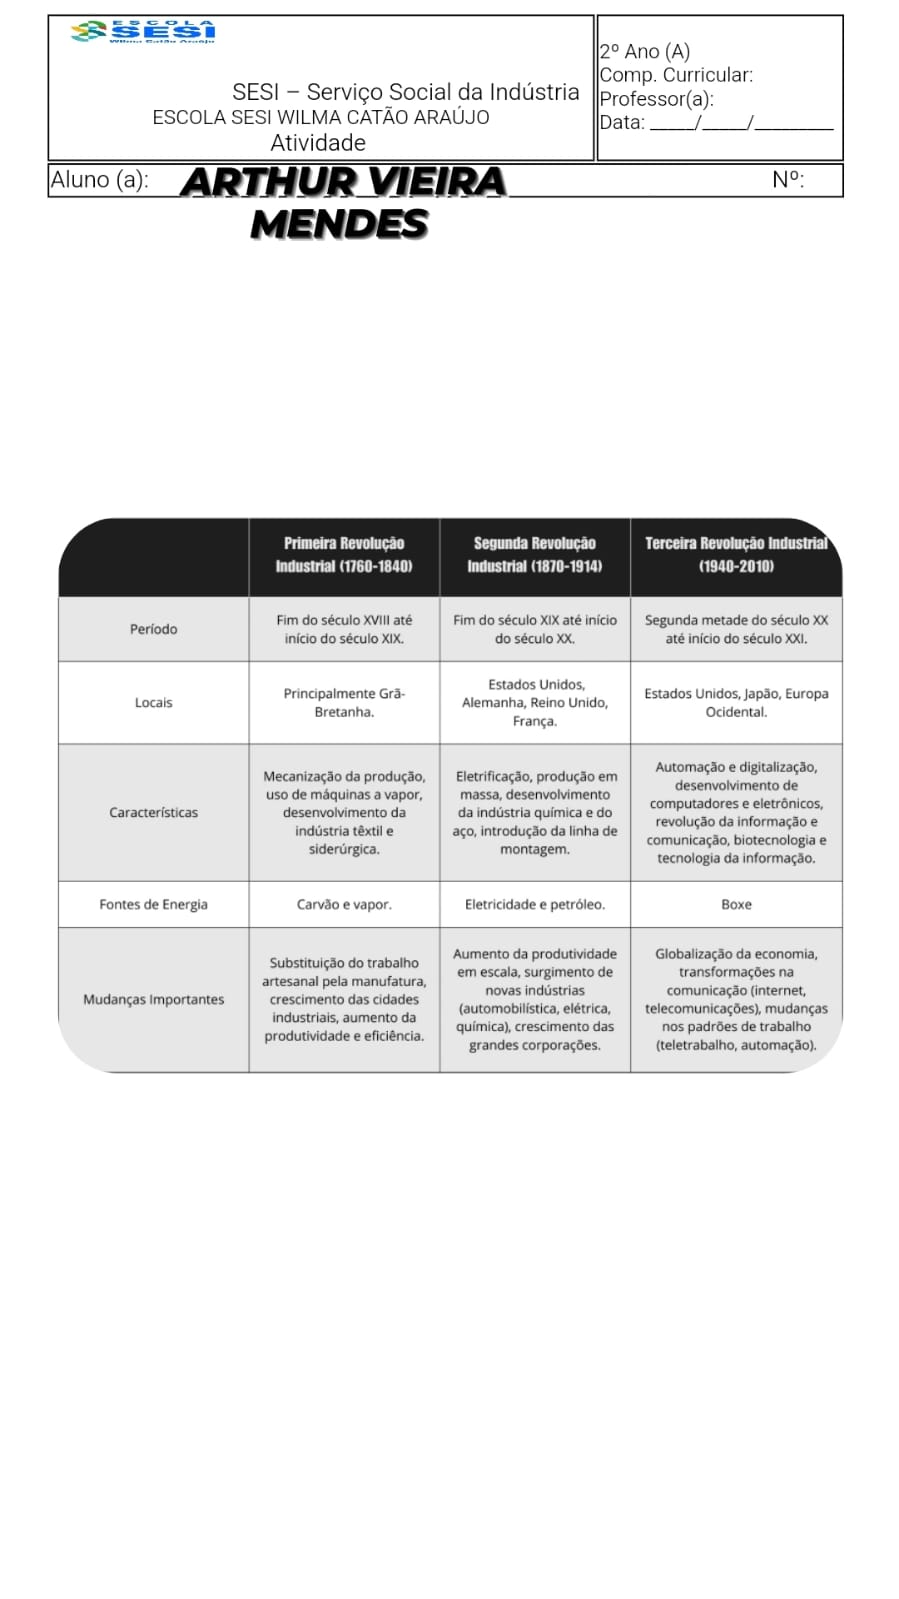 ESCOLA
SESI
Wilma Catão Araújo
SESI – Serviço Social da Indústria
ESCOLA SESI WILMA CATÃO ARAÚJO
Atividade
2º Ano (A)
Comp. Curricular:
Professor(a):
Data: _____/_____/_________
Aluno (a): ARTHUR VIEIRA MENDES
Nº:
Primeira Revolução
Industrial (1760-1840)
Segunda Revolução
Industrial (1870-1914)
Terceira Revolução Industrial
(1940-2010)
Período
Fim do século XVIII até
início do século XIX.
Fim do século XIX até início
do século XX.
Segunda metade do século XX
até início do século XXI.
Locais
Principalmente Grã-
Bretanha.
Estados Unidos,
Alemanha, Reino Unido,
França.
Estados Unidos, Japão, Europa
Ocidental.
Características
Mecanização da produção,
uso de máquinas a vapor,
desenvolvimento da
indústria têxtil e
siderúrgica.
Eletrificação, produção em
massa, desenvolvimento
da indústria química e do
aço, introdução da linha de
montagem.
Automação e digitalização,
desenvolvimento de
computadores e eletrônicos,
revolução da informação e
comunicação, biotecnologia e
tecnologia da informação.
Fontes de Energia
Carvão e vapor.
Eletricidade e petróleo.
Boxe
Mudanças Importantes
Substituição do trabalho
artesanal pela manufatura,
crescimento das cidades
industriais, aumento da
produtividade e eficiência.
Aumento da produtividade
em escala, surgimento de
novas indústrias
(automobilística, elétrica,
química), crescimento das
grandes corporações.
Globalização da economia,
transformações na
comunicação (internet,
telecomunicações), mudanças
nos padrões de trabalho
(teletrabalho, automação).